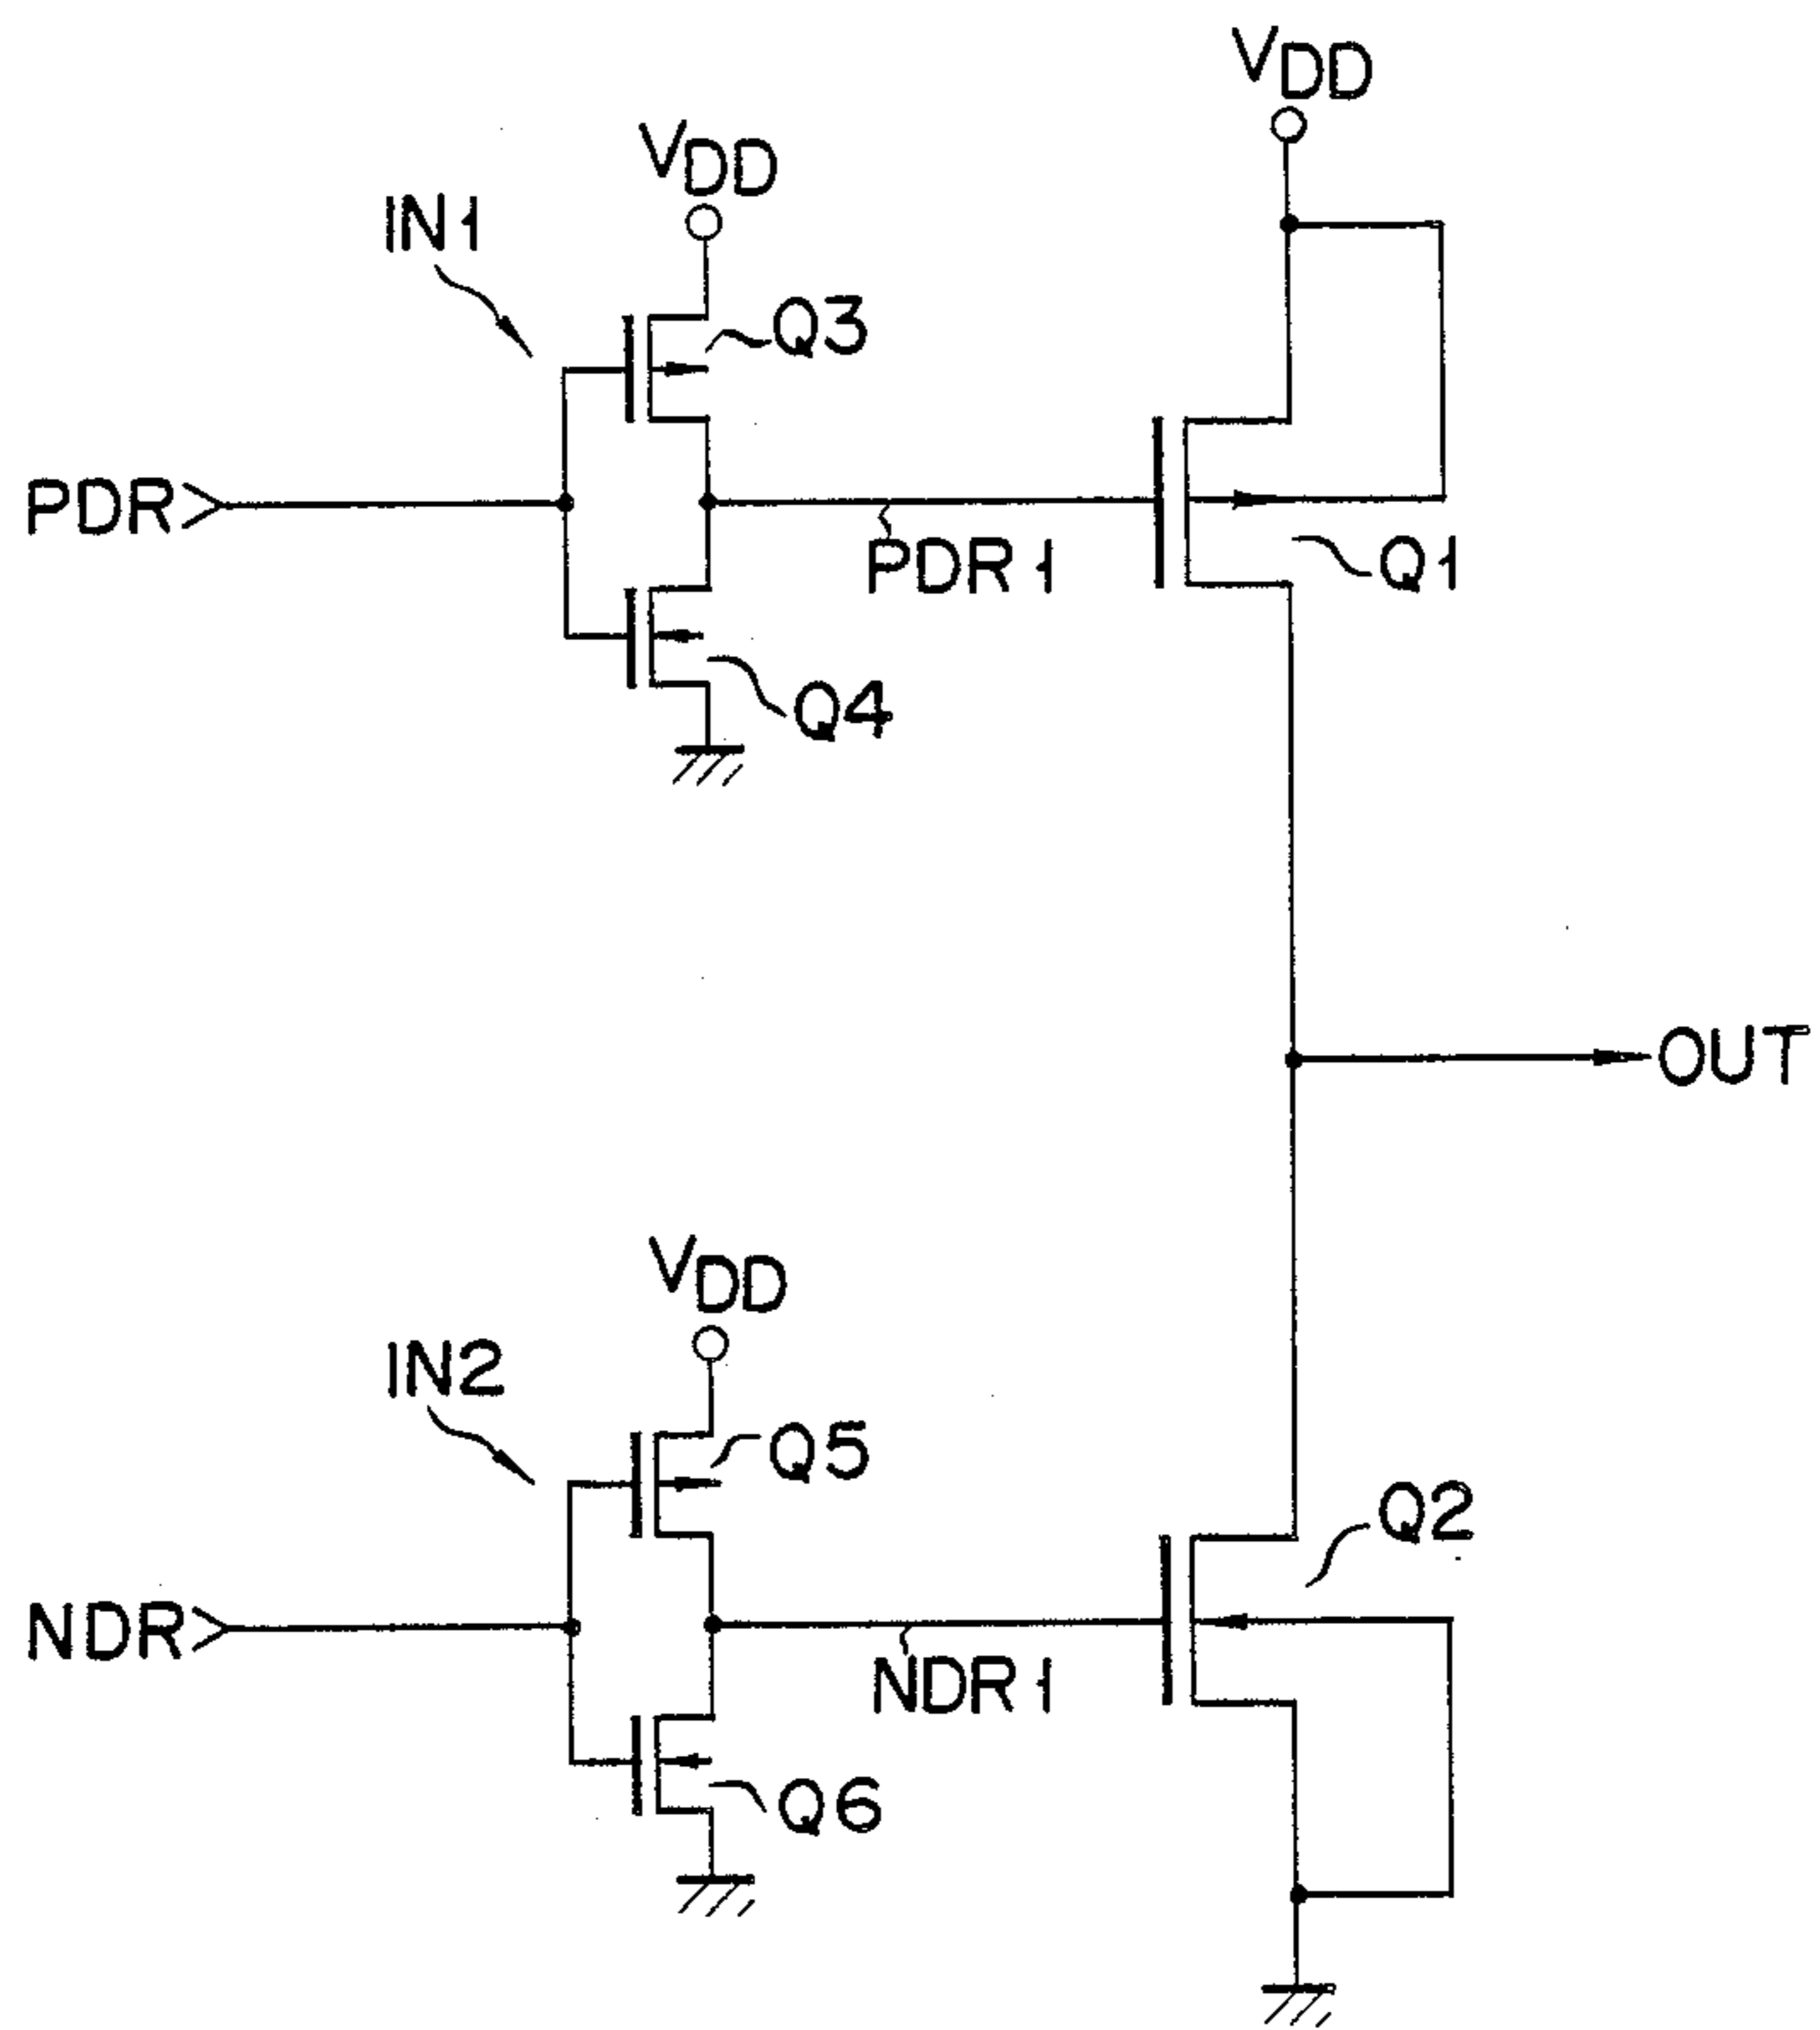 VDD
VDD
IN1
Q3
PDR
PDR1
Q1
Q4
OUT
VDD
IN2
Q5
Q2
NDR
NDR1
Q6